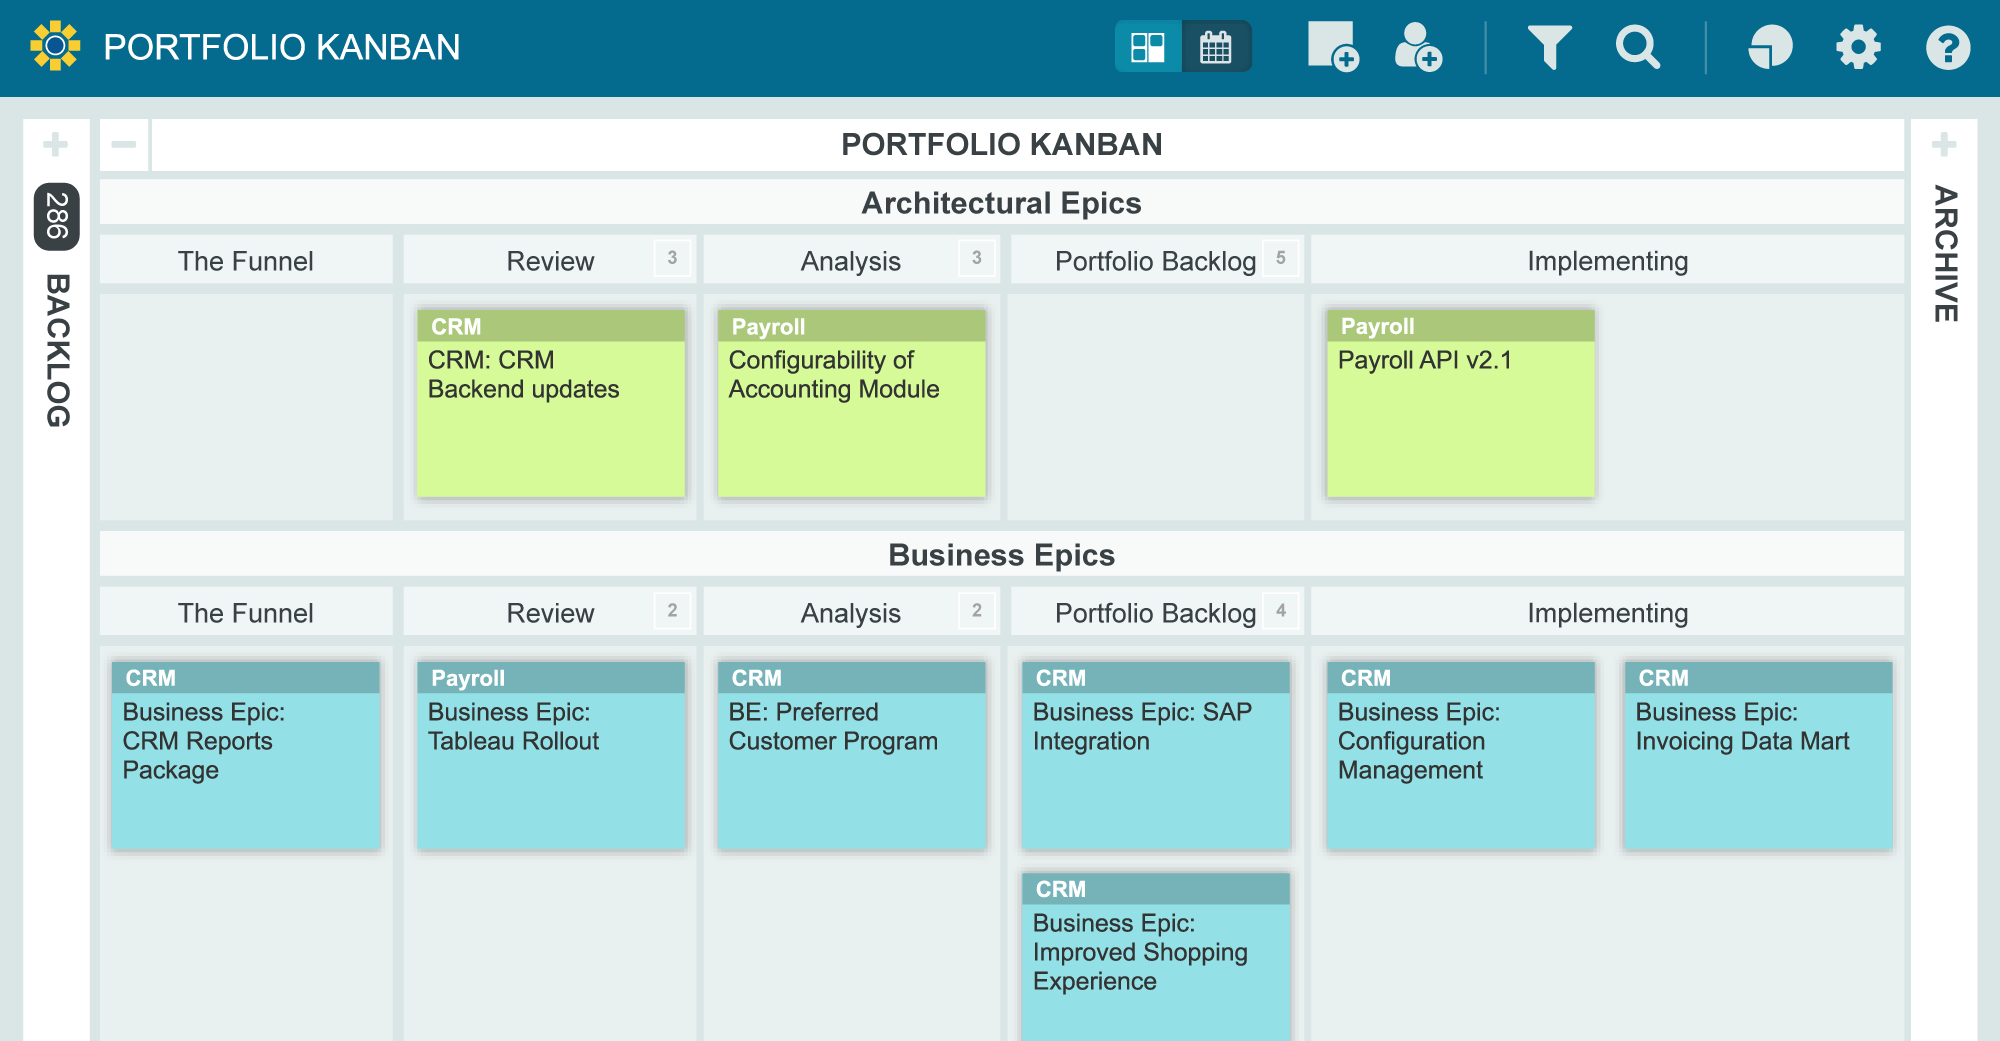 PORTFOLIO KANBAN
?
286
BACKLOG
PORTFOLIO KANBAN
ARCHIVE
Architectural Epics
The Funnel
Review
3
Analysis
3
Portfolio Backlog
5
Implementing
CRM
CRM: CRM
Backend updates
Payroll
Configurability of
Accounting Module
Payroll
Payroll API v2.1
Business Epics
The Funnel
Review
2
Analysis
2
Portfolio Backlog
4
Implementing
CRM
Business Epic:
CRM Reports
Package
Payroll
Business Epic:
Tableau Rollout
CRM
BE: Preferred
Customer Program
CRM
Business Epic: SAP
Integration
CRM
Business Epic:
Configuration
Management
CRM
Business Epic:
Invoicing Data Mart
CRM
Business Epic:
Improved Shopping
Experience